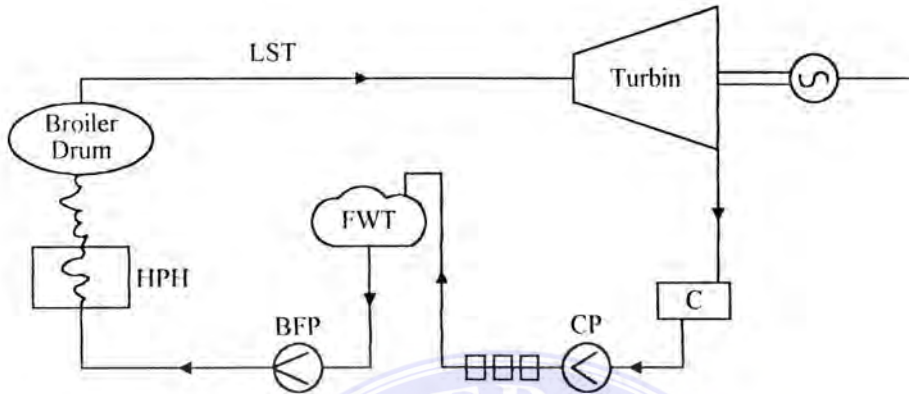 LST
Turbin
Broiler
Drum
FWT
HPH
C
BFP
CP